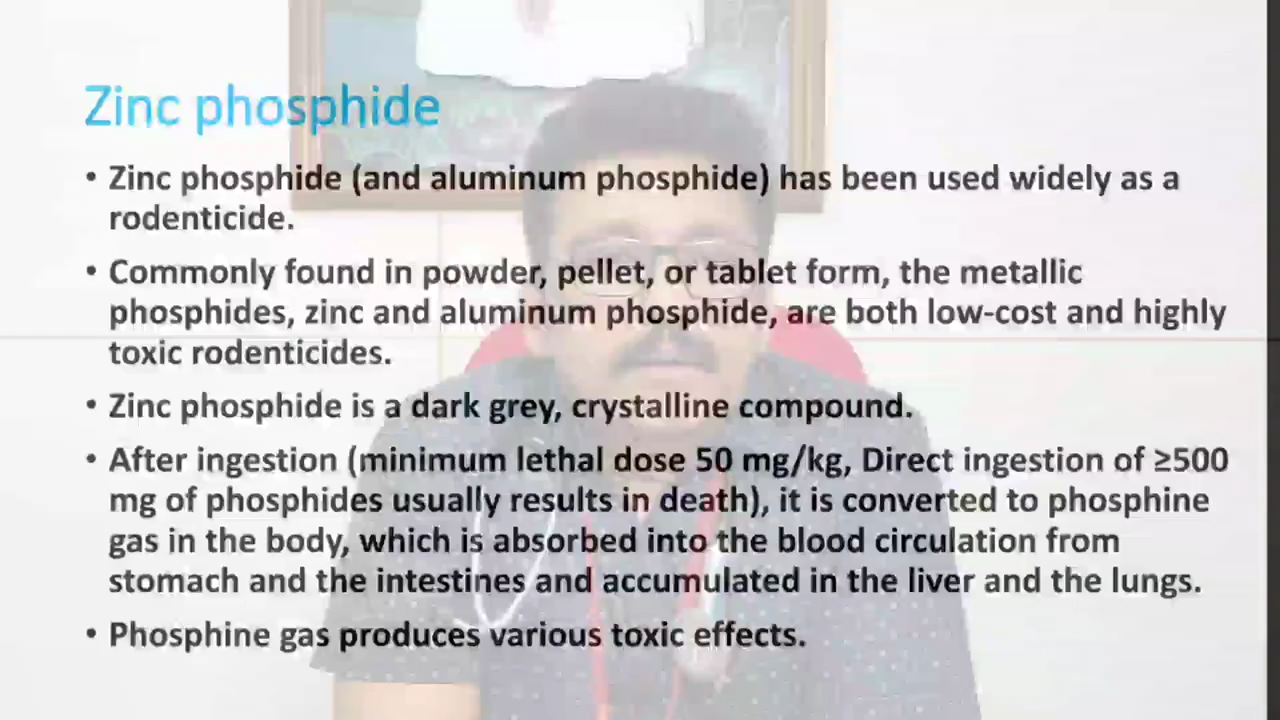 Zinc phosphide
• Zinc phosphide (and aluminum phosphide) has been used widely as a
rodenticide.
• Commonly found in powder, pellet, or tablet form, the metallic
phosphides, zinc and aluminum phosphide, are both low-cost and highly
toxic rodenticides.
• Zinc phosphide is a dark grey, crystalline compound.
• After ingestion (minimum lethal dose 50 mg/kg, Direct ingestion of ≥500
mg of phosphides usually results in death), it is converted to phosphine
gas in the body, which is absorbed into the blood circulation from
stomach and the intestines and accumulated in the liver and the lungs.
• Phosphine gas produces various toxic effects.